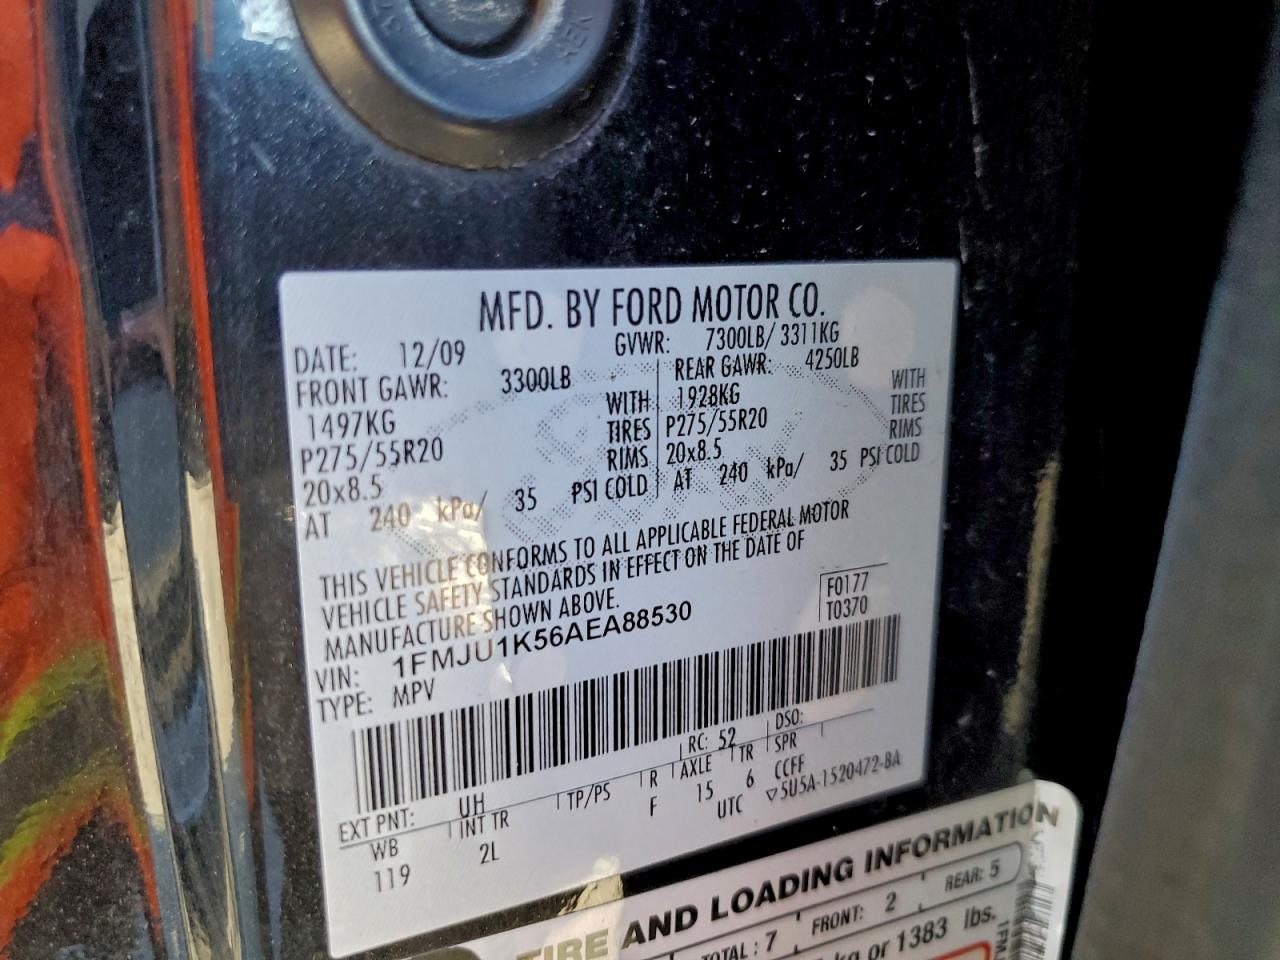 MFD. BY FORD MOTOR CO.
DATE: 12/09 GVWR: 7300LB/ 3311KG
FRONT GAWR: 3300LB REAR GAWR: 4250LB
1497KG WITH 1928KG WITH
P275/55R20 TIRES P275/55R20 TIRES
20x8.5 RIMS 20x8.5 RIMS
AT 240 kPa/ 35 PSI COLD AT 240 kPa/ 35 PSI COLD
THIS VEHICLE CONFORMS TO ALL APPLICABLE FEDERAL MOTOR
VEHICLE SAFETY STANDARDS IN EFFECT ON THE DATE OF
MANUFACTURE SHOWN ABOVE.
F0177
VIN: 1FMJU1K56AEA88530 T0370
TYPE: MPV
EXT PNT: UH RC: 52 DSO:
WB INT TR TP/PS R AXLE TR SPR
119 2L F 15 6 CCFF
UTC ▽5U5A-1520472-BA
TIRE AND LOADING INFORMATION
TOTAL: 7 FRONT: 2 REAR: 5
kg or 1383 lbs.